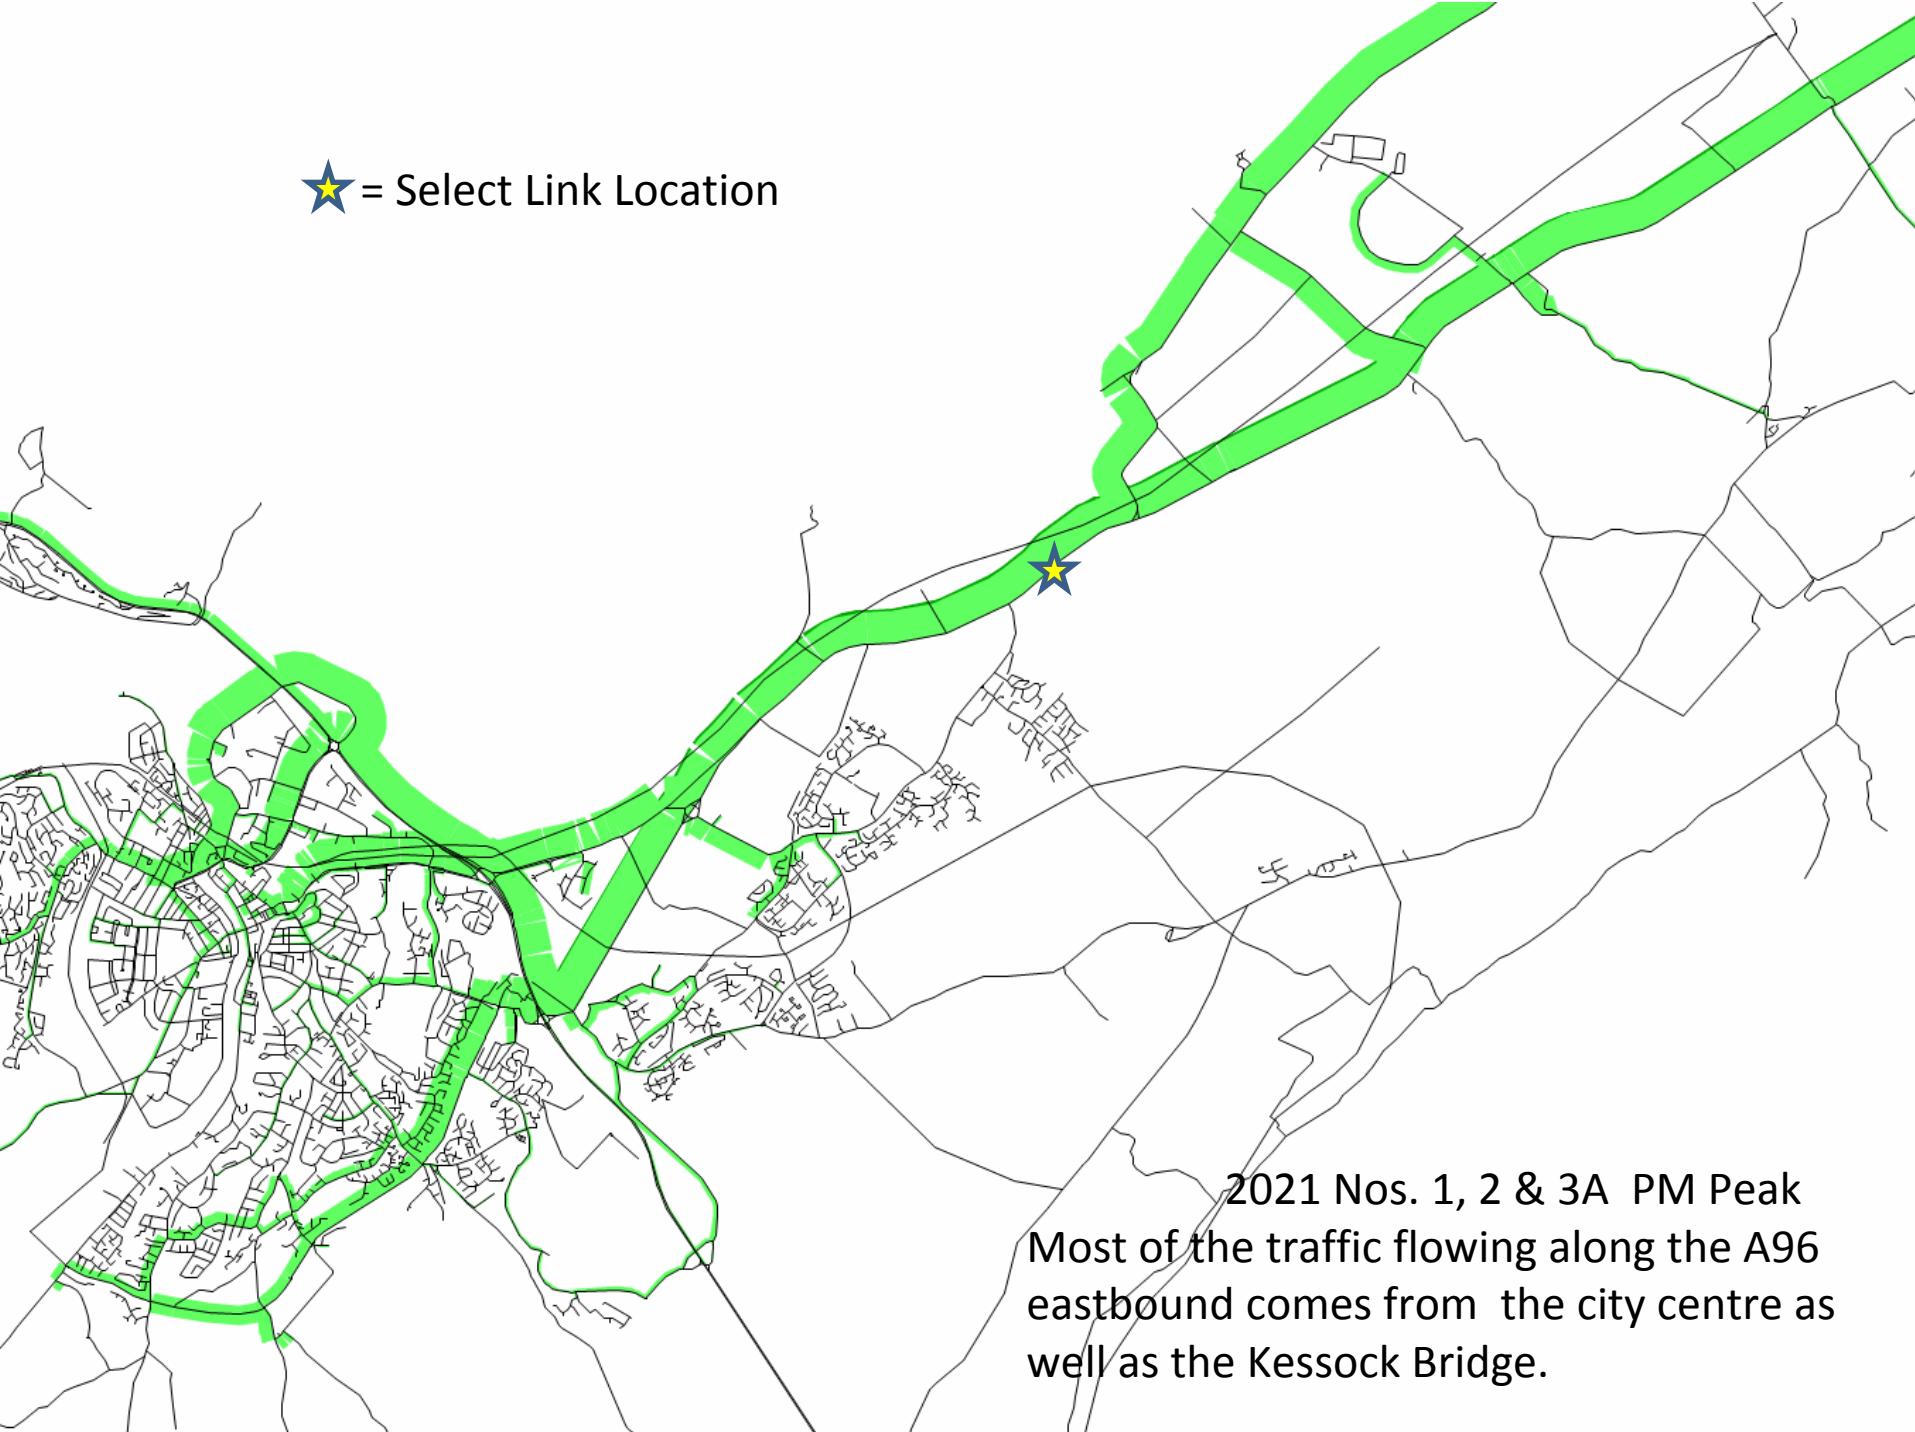 = Select Link Location
2021 Nos. 1, 2 & 3A PM Peak
Most of the traffic flowing along the A96
eastbound comes from the city centre as
well as the Kessock Bridge.